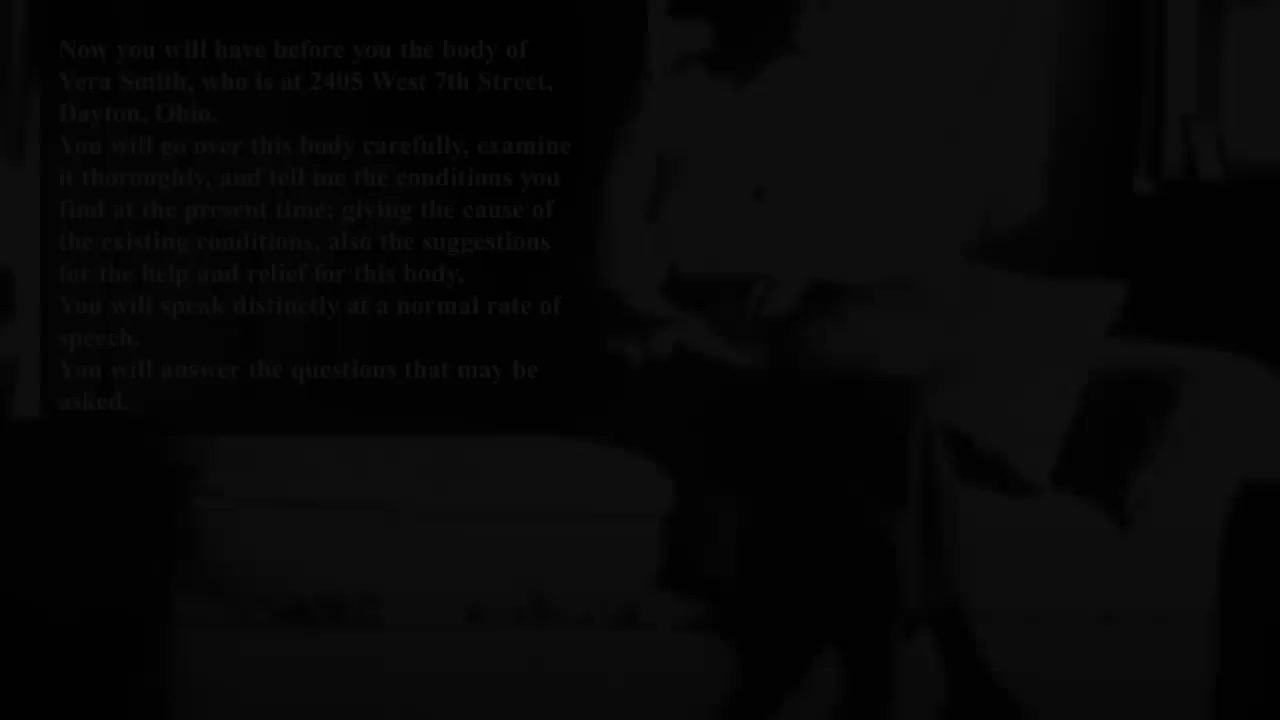 Now you will have before you the body of
Vera Smith, who is at 2405 West 7th Street,
Dayton, Ohio.
You will go over this body carefully, examine
it thoroughly, and tell me the conditions you
find at the present time; giving the cause of
the existing conditions; also the suggestions
for the help and relief for this body,
You will speak distinctly at a normal rate of
speech.
You will answer the questions that may be
asked.